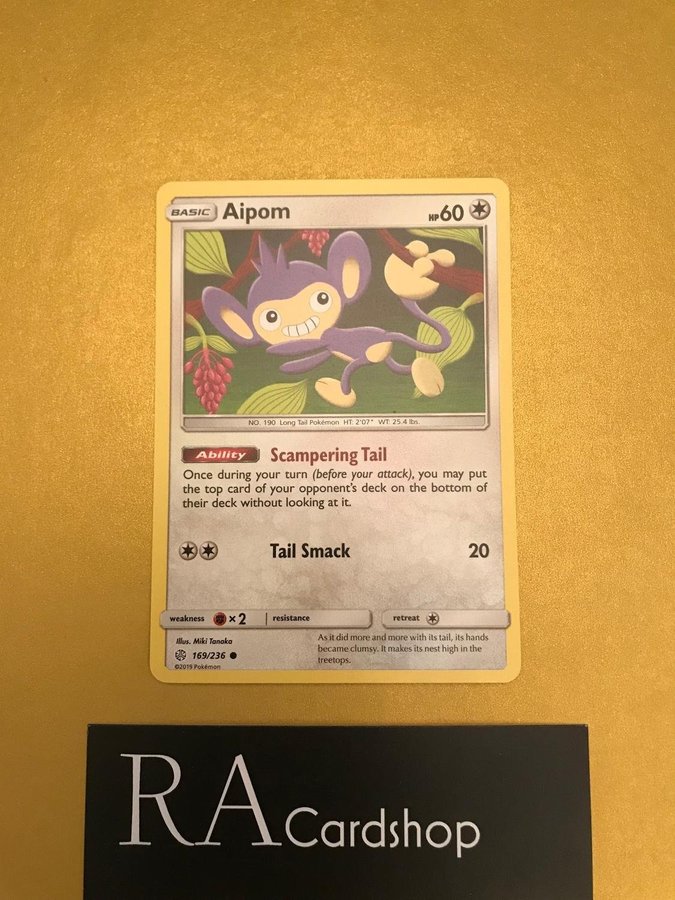 BASIC Aipom HP60
NO. 190 Long Tail Pokémon HT: 2'07" WT: 25.4 lbs.
Ability Scampering Tail
Once during your turn (before your attack), you may put
the top card of your opponent's deck on the bottom of
their deck without looking at it.
Tail Smack 20
weakness ×2 resistance retreat
Illus. Miki Tanaka
169/236
©2019 Pokémon
As it did more and more with its tail, its hands
became clumsy. It makes its nest high in the
treetops.
RA Cardshop